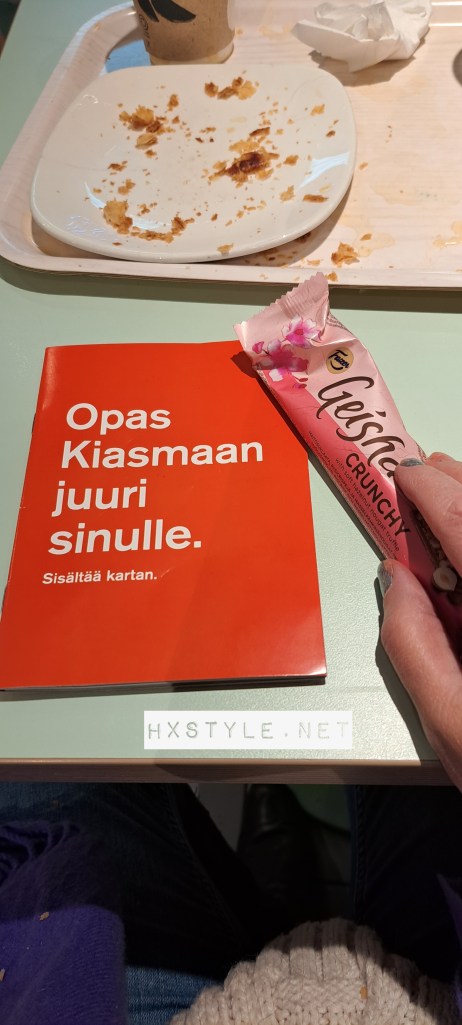 Opas
Kiasmaan
juuri
sinulle.
Sisältää kartan.
Fazer
Geisha
CRUNCHY
HXSTYLE.NET